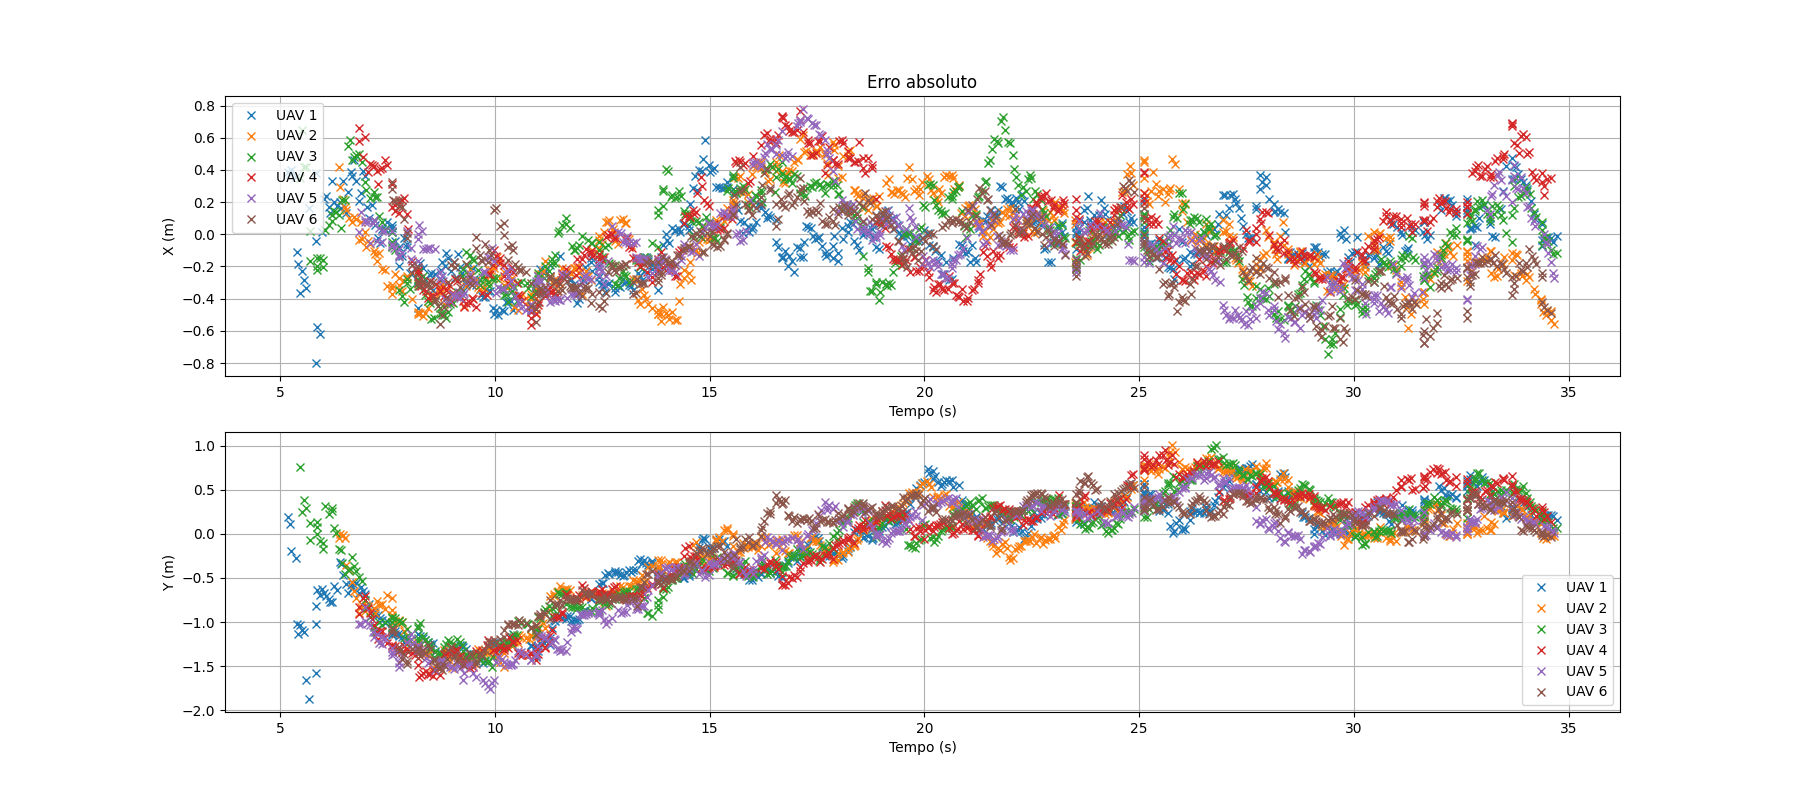 Erro absoluto
0.8
0.6
0.4
0.2
0.0
−0.2
−0.4
−0.6
−0.8
X (m)
UAV 1
UAV 2
UAV 3
UAV 4
UAV 5
UAV 6
5 10 15 20 25 30 35
Tempo (s)
1.0
0.5
0.0
−0.5
−1.0
−1.5
−2.0
Y (m)
UAV 1
UAV 2
UAV 3
UAV 4
UAV 5
UAV 6
5 10 15 20 25 30 35
Tempo (s)